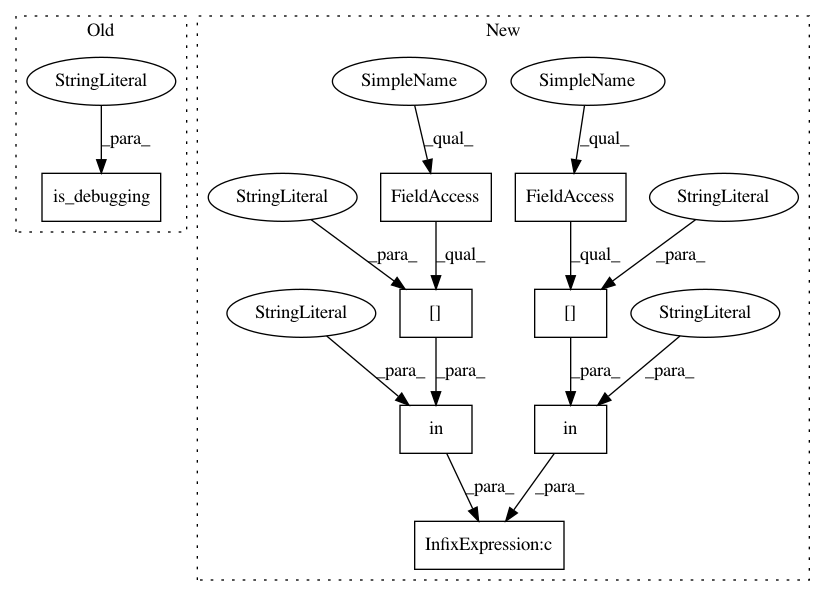 Old
New
StringLiteral
SimpleName
SimpleName
_para_
_qual_
_qual_
is_debugging
StringLiteral
FieldAccess
FieldAccess
StringLiteral
_para_
_qual_
_qual_
_para_
StringLiteral
[]
[]
StringLiteral
_para_
_para_
_para_
_para_
in
in
_para_
_para_
InfixExpression:c